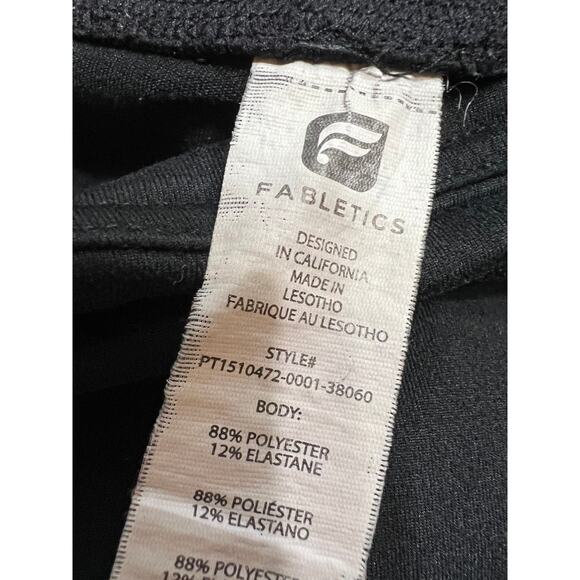 FABLETICS
DESIGNED
IN CALIFORNIA
MADE IN
LESOTHO
FABRIQUE AU LESOTHO
STYLE#
PT1510472-0001-38060
BODY:
88% POLYESTER
12% ELASTANE
88% POLIÉSTER
12% ELASTANO
88% POLYESTER